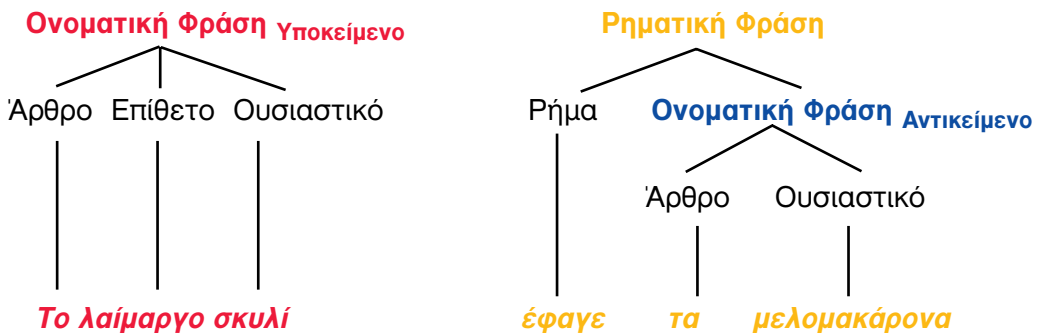 Ονοματική Φράση Υποκείμενο Ρηματική Φράση
Άρθρο Επίθετο Ουσιαστικό Ρήμα Ονοματική Φράση Αντικείμενο
Άρθρο Ουσιαστικό
Το λαίμαργο σκυλί έφαγε τα μελομακάρονα